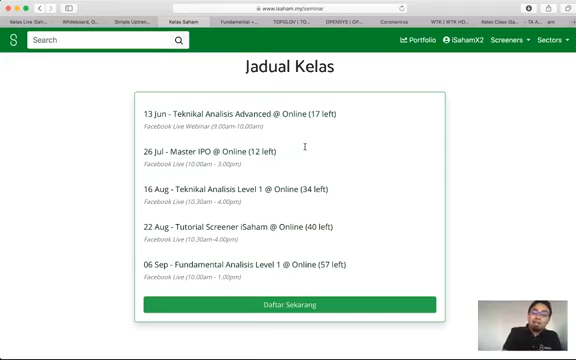 www.isaham.my/seminar
Kelas Saham
Coronavirus
Search
Portfolio
iSahamX2
Screeners
Sectors
Jadual Kelas
13 Jun - Teknikal Analisis Advanced @ Online (17 left)
Facebook Live Webinar (9.00am-10.00am)
26 Jul - Master IPO @ Online (12 left)
Facebook Live (10.00am - 3.00pm)
16 Aug - Teknikal Analysis Level 1 @ Online (34 left)
Facebook Live (10.30am - 4.00pm)
22 Aug - Tutorial Screener iSaham @ Online (40 left)
Facebook Live (10.30am-4.00pm)
06 Sep - Fundamental Analisis Level 1 @ Online (57 left)
Facebook Live (10.00am - 1.00pm)
Daftar Sekarang